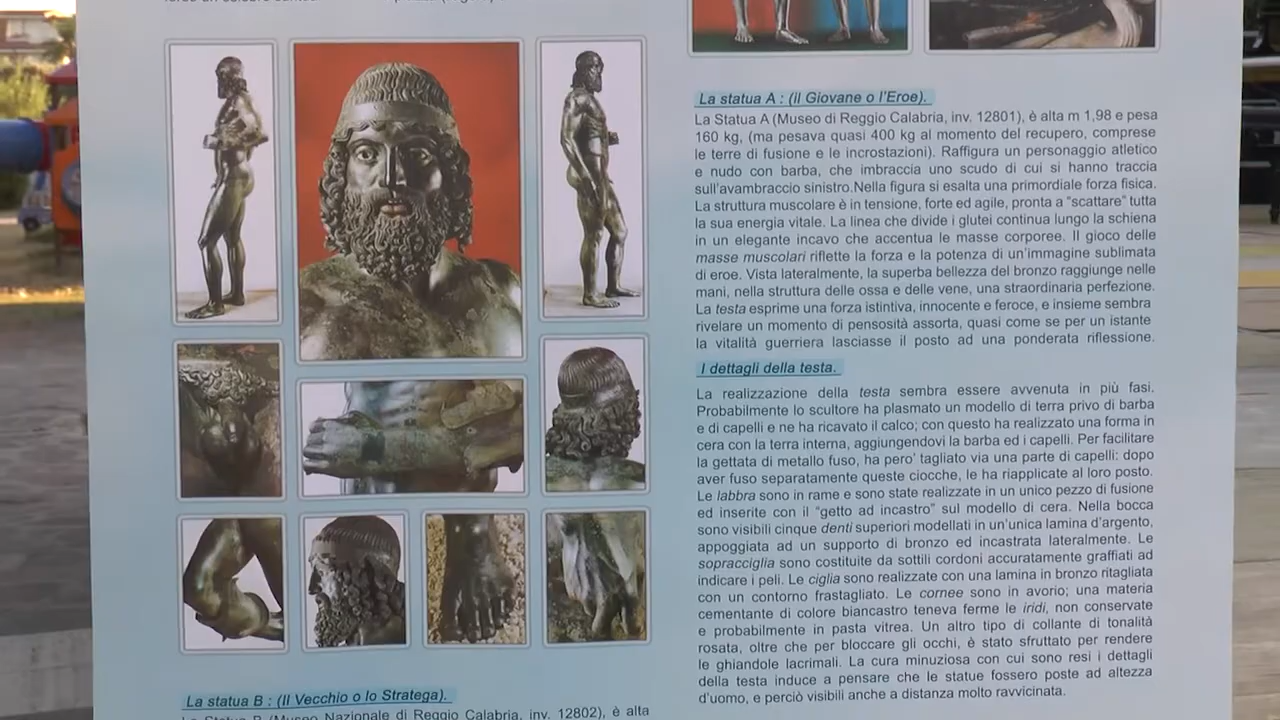 La statua B : (Il Vecchio o lo Stratega).
La Statua B (Museo Nazionale di Reggio Calabria, inv. 12802), è alta
La statua A : (il Giovane o l'Eroe).
La Statua A (Museo di Reggio Calabria, inv. 12801), è alta m 1,98 e pesa
160 kg, (ma pesava quasi 400 kg al momento del recupero, comprese
le terre di fusione e le incrostazioni). Raffigura un personaggio atletico
e nudo con barba, che imbraccia uno scudo di cui si hanno traccia
sull'avambraccio sinistro.Nella figura si esalta una primordiale forza fisica.
La struttura muscolare è in tensione, forte ed agile, pronta a "scattare" tutta
la sua energia vitale. La linea che divide i glutei continua lungo la schiena
in un elegante incavo che accentua le masse corporee. Il gioco delle
masse muscolari riflette la forza e la potenza di un'immagine sublimata
di eroe. Vista lateralmente, la superba bellezza del bronzo raggiunge nelle
mani, nella struttura delle ossa e delle vene, una straordinaria perfezione.
La testa esprime una forza istintiva, innocente e feroce, e insieme sembra
rivelare un momento di pensosità assorta, quasi come se per un istante
la vitalità guerriera lasciasse il posto ad una ponderata riflessione.
I dettagli della testa.
La realizzazione della testa sembra essere avvenuta in più fasi.
Probabilmente lo scultore ha plasmato un modello di terra privo di barba
e di capelli e ne ha ricavato il calco; con questo ha realizzato una forma in
cera con la terra interna, aggiungendovi la barba ed i capelli. Per facilitare
la gettata di metallo fuso, ha pero' tagliato via una parte di capelli: dopo
aver fuso separatamente queste ciocche, le ha riapplicate al loro posto.
Le labbra sono in rame e sono state realizzate in un unico pezzo di fusione
ed inserite con il "getto ad incastro" sul modello di cera. Nella bocca
sono visibili cinque denti superiori modellati in un'unica lamina d'argento,
appoggiata ad un supporto di bronzo ed incastrata lateralmente. Le
sopracciglia sono costituite da sottili cordoni accuratamente graffiati ad
indicare i peli. Le ciglia sono realizzate con una lamina in bronzo ritagliata
con un contorno frastagliato. Le cornee sono in avorio; una materia
cementante di colore biancastro teneva ferme le iridi, non conservate
e probabilmente in pasta vitrea. Un altro tipo di collante di tonalità
rosata, oltre che per bloccare gli occhi, è stato sfruttato per rendere
le ghiandole lacrimali. La cura minuziosa con cui sono resi i dettagli
della testa induce a pensare che le statue fossero poste ad altezza
d'uomo, e perciò visibili anche a distanza molto ravvicinata.